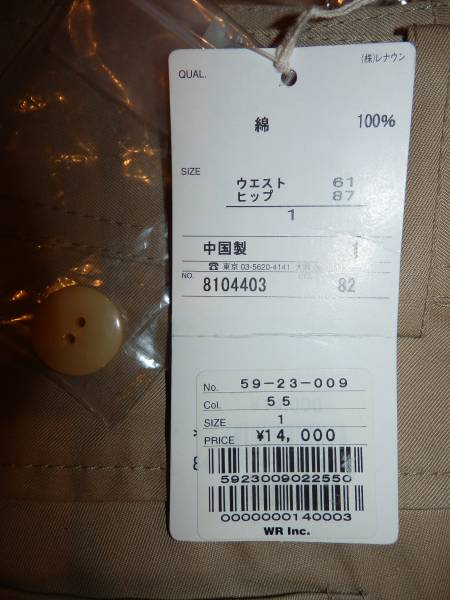 (株)レナウン
QUAL.
綿 100%
SIZE
ウエスト 61
ヒップ 87
1
中国製 1
☎ 東京 03-5620-4141
NO. 8104403 82
No. 59-23-009
Col. 55
SIZE 1
PRICE ¥14,000
5923009022550
0000000140003
WR Inc.